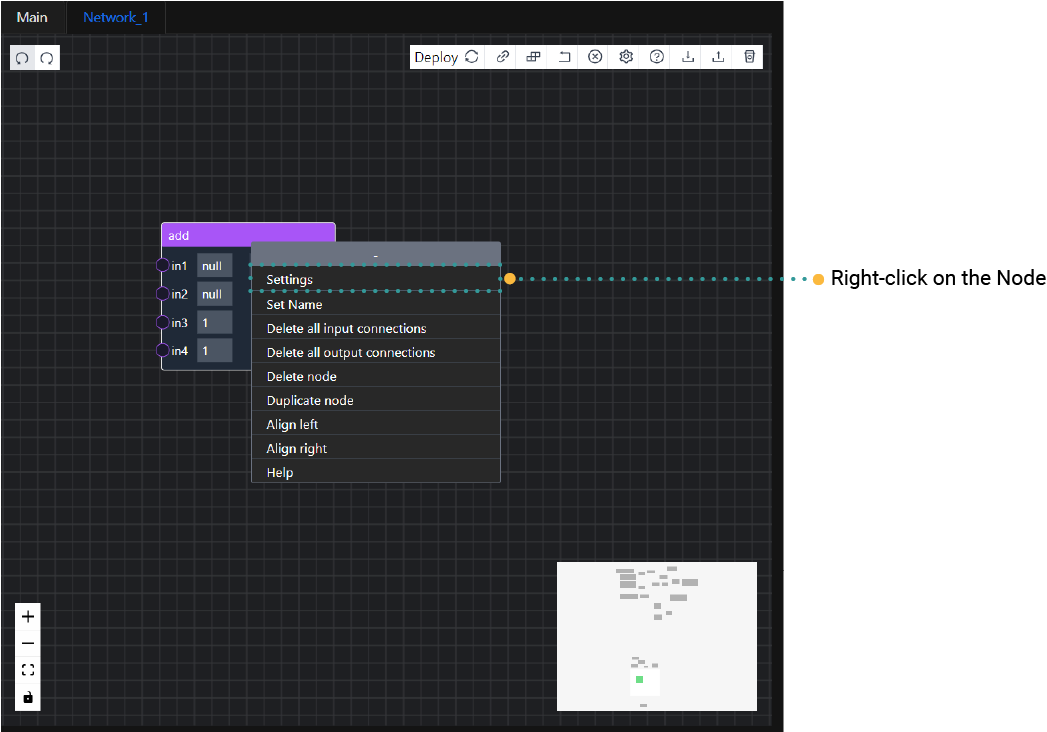 Main
Network_1
Deploy
add
in1 null
in2 null
in3 1
in4 1
-
Settings
Set Name
Delete all input connections
Delete all output connections
Delete node
Duplicate node
Align left
Align right
Help
Right-click on the Node